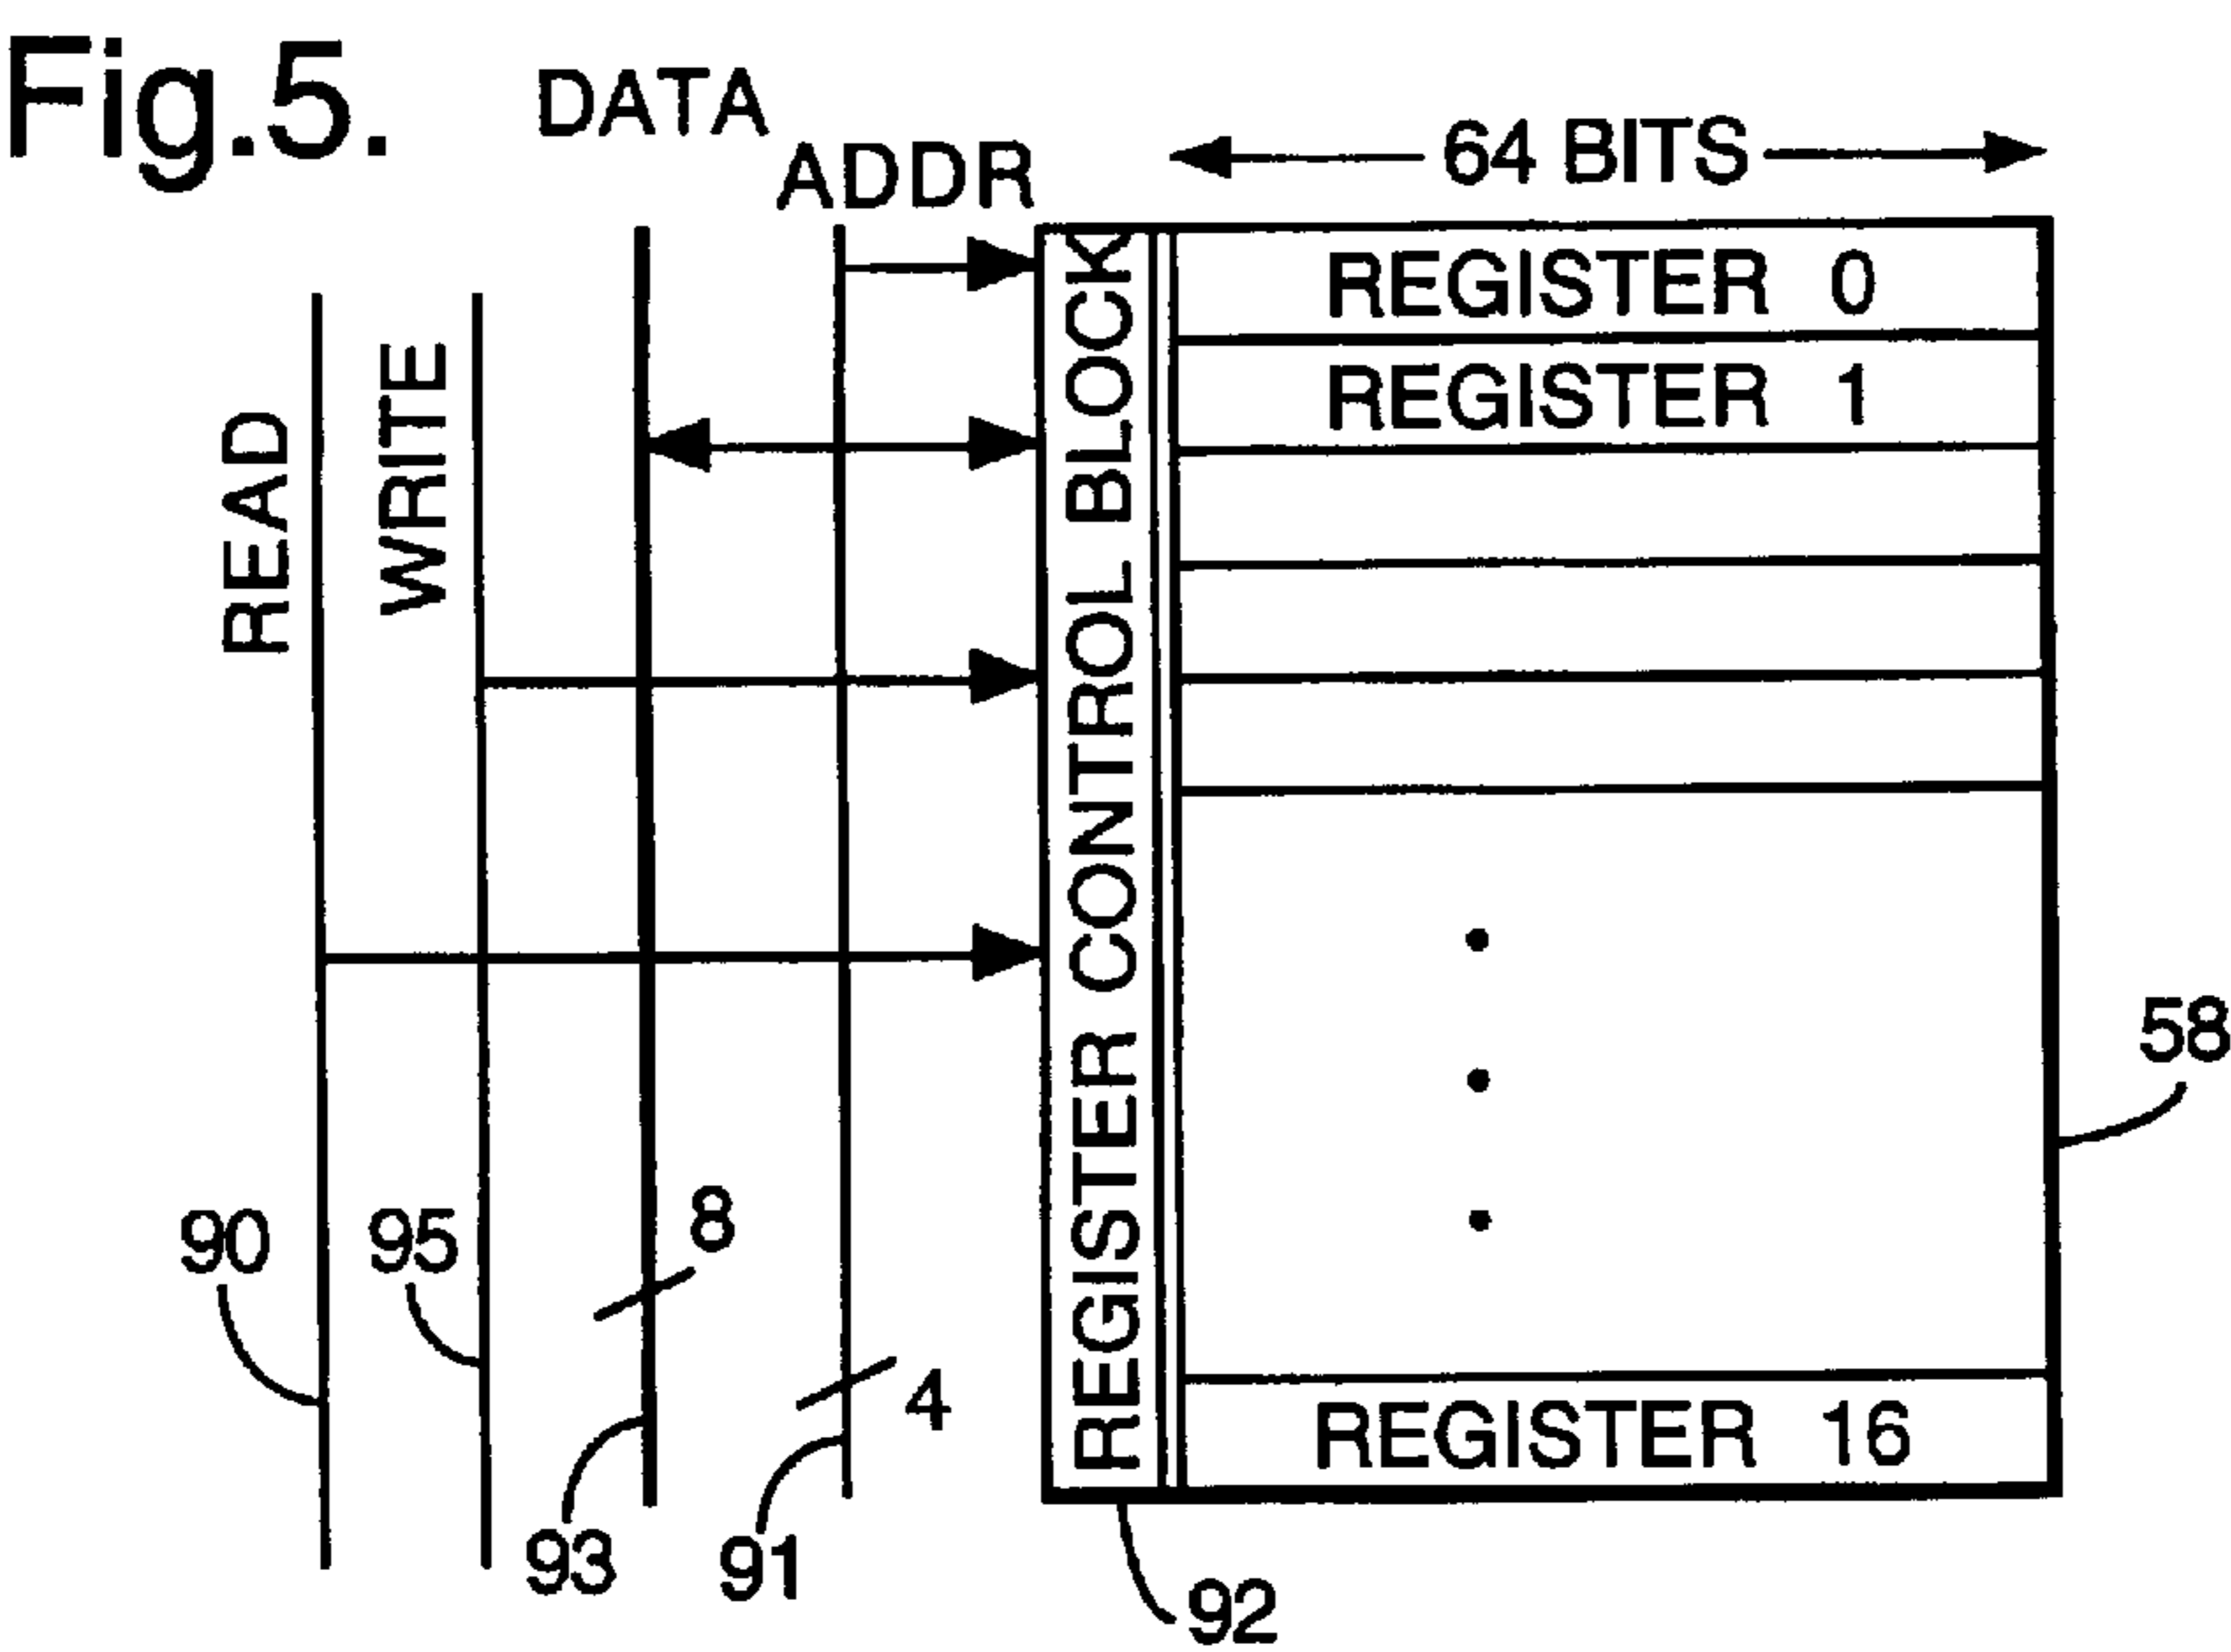 Fig.5.
DATA
ADDR
64 BITS
READ
WRITE
REGISTER CONTROL BLOCK
REGISTER 0
REGISTER 1
REGISTER 16
58
90
95
8
4
93
91
92